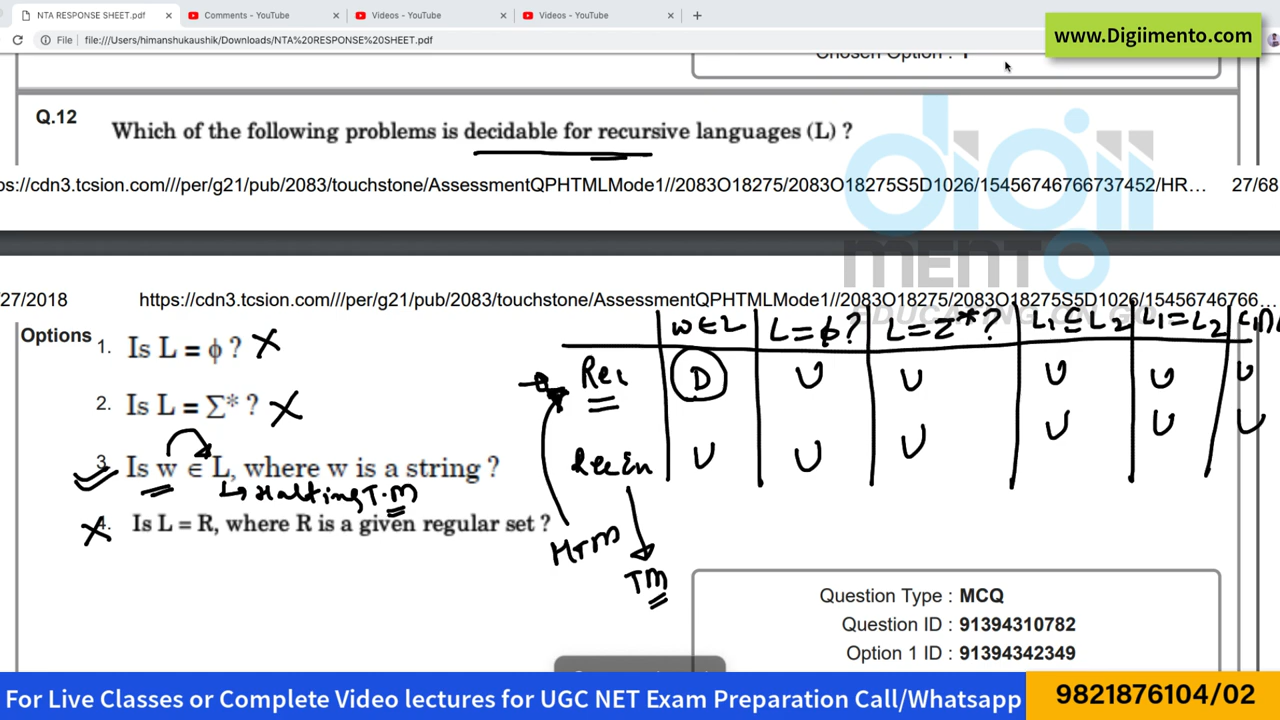 NTA RESPONSE SHEET.pdf
Comments - YouTube
Videos - YouTube
Videos - YouTube
File
file:///Users/himanshukaushik/Downloads/NTA%20RESPONSE%20SHEET.pdf
www.Digiimento.com
Chosen Option :
Q.12
Which of the following problems is decidable for recursive languages (L) ?
ps://cdn3.tcsion.com///per/g21/pub/2083/touchstone/AssessmentQPHTMLMode1//2083O18275/2083O18275S5D1026/15456746766737452/HR...
27/68
digii
MENTO
EDUCATING ON GO
27/2018
https://cdn3.tcsion.com///per/g21/pub/2083/touchstone/AssessmentQPHTMLMode1//2083O18275/2083O18275S5D1026/15456746766...
Options
1. Is L = ϕ ? X
2. Is L = Σ* ? X
3. Is w ∈ L, where w is a string ?
↳ Halting T.M
4. Is L = R, where R is a given regular set ?
w∈L L=ϕ? L=Σ*? L1⊆L2 L1=L2
Rec D U U U U U
RecEn U U U U U U
HTM
TM
Question Type : MCQ
Question ID : 91394310782
Option 1 ID : 91394342349
For Live Classes or Complete Video lectures for UGC NET Exam Preparation Call/Whatsapp
9821876104/02